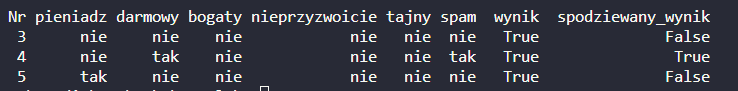 Nr pieniadz darmowy bogaty nieprzyzwoicie tajny spam wynik spodziewany_wynik
3 nie nie nie nie nie nie True False
4 nie tak nie nie nie tak True True
5 tak nie nie nie nie nie True False